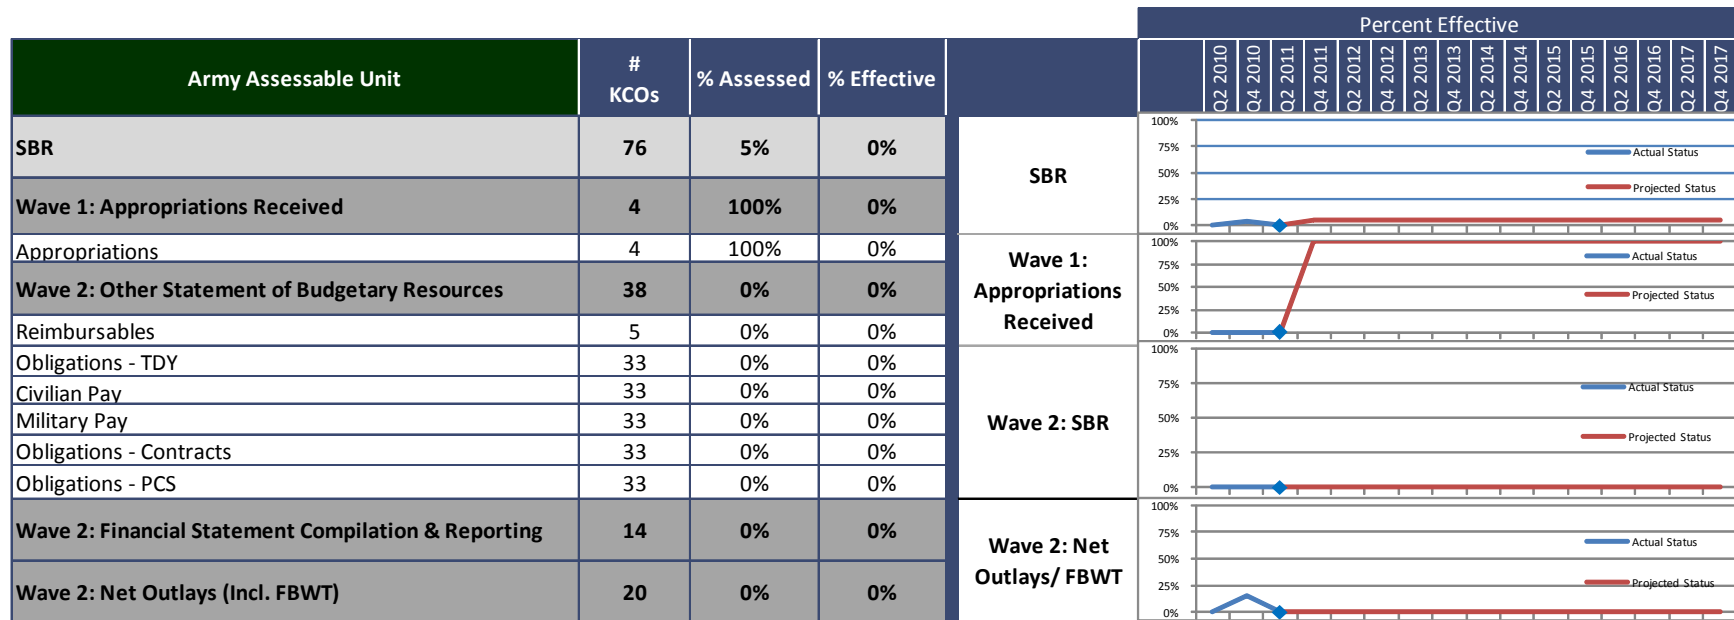 Percent Effective
Army Assessable Unit
#
KCOs
% Assessed
% Effective
Q2 2010
Q4 2010
Q2 2011
Q4 2011
Q2 2012
Q4 2012
Q2 2013
Q4 2013
Q2 2014
Q4 2014
Q2 2015
Q4 2015
Q2 2016
Q4 2016
Q2 2017
Q4 2017
SBR 76 5% 0%
Wave 1: Appropriations Received 4 100% 0%
Appropriations 4 100% 0%
Wave 2: Other Statement of Budgetary Resources 38 0% 0%
Reimbursables 5 0% 0%
Obligations - TDY 33 0% 0%
Civilian Pay 33 0% 0%
Military Pay 33 0% 0%
Obligations - Contracts 33 0% 0%
Obligations - PCS 33 0% 0%
Wave 2: Financial Statement Compilation & Reporting 14 0% 0%
Wave 2: Net Outlays (Incl. FBWT) 20 0% 0%
SBR
100%
75%
50%
25%
0%
Actual Status
Projected Status
Wave 1:
Appropriations
Received
100%
75%
50%
25%
0%
Actual Status
Projected Status
Wave 2: SBR
100%
75%
50%
25%
0%
Actual Status
Projected Status
Wave 2: Net
Outlays/ FBWT
100%
75%
50%
25%
0%
Actual Status
Projected Status